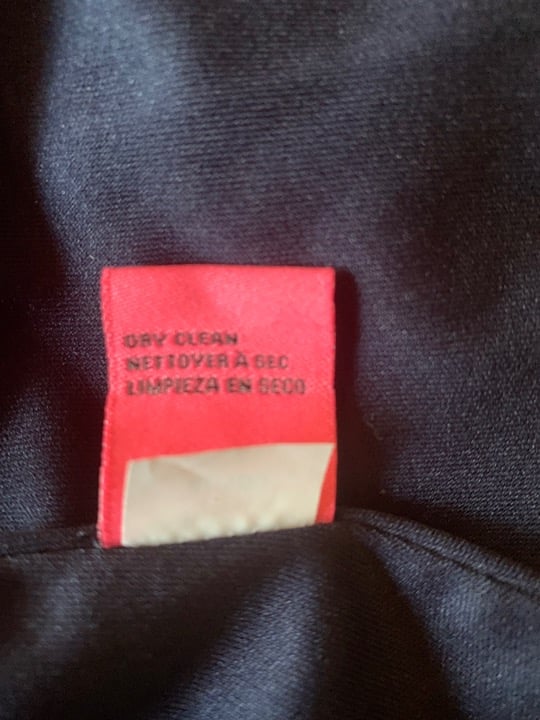 DRY CLEAN
NETTOYER À SEC
LIMPIEZA EN SECO